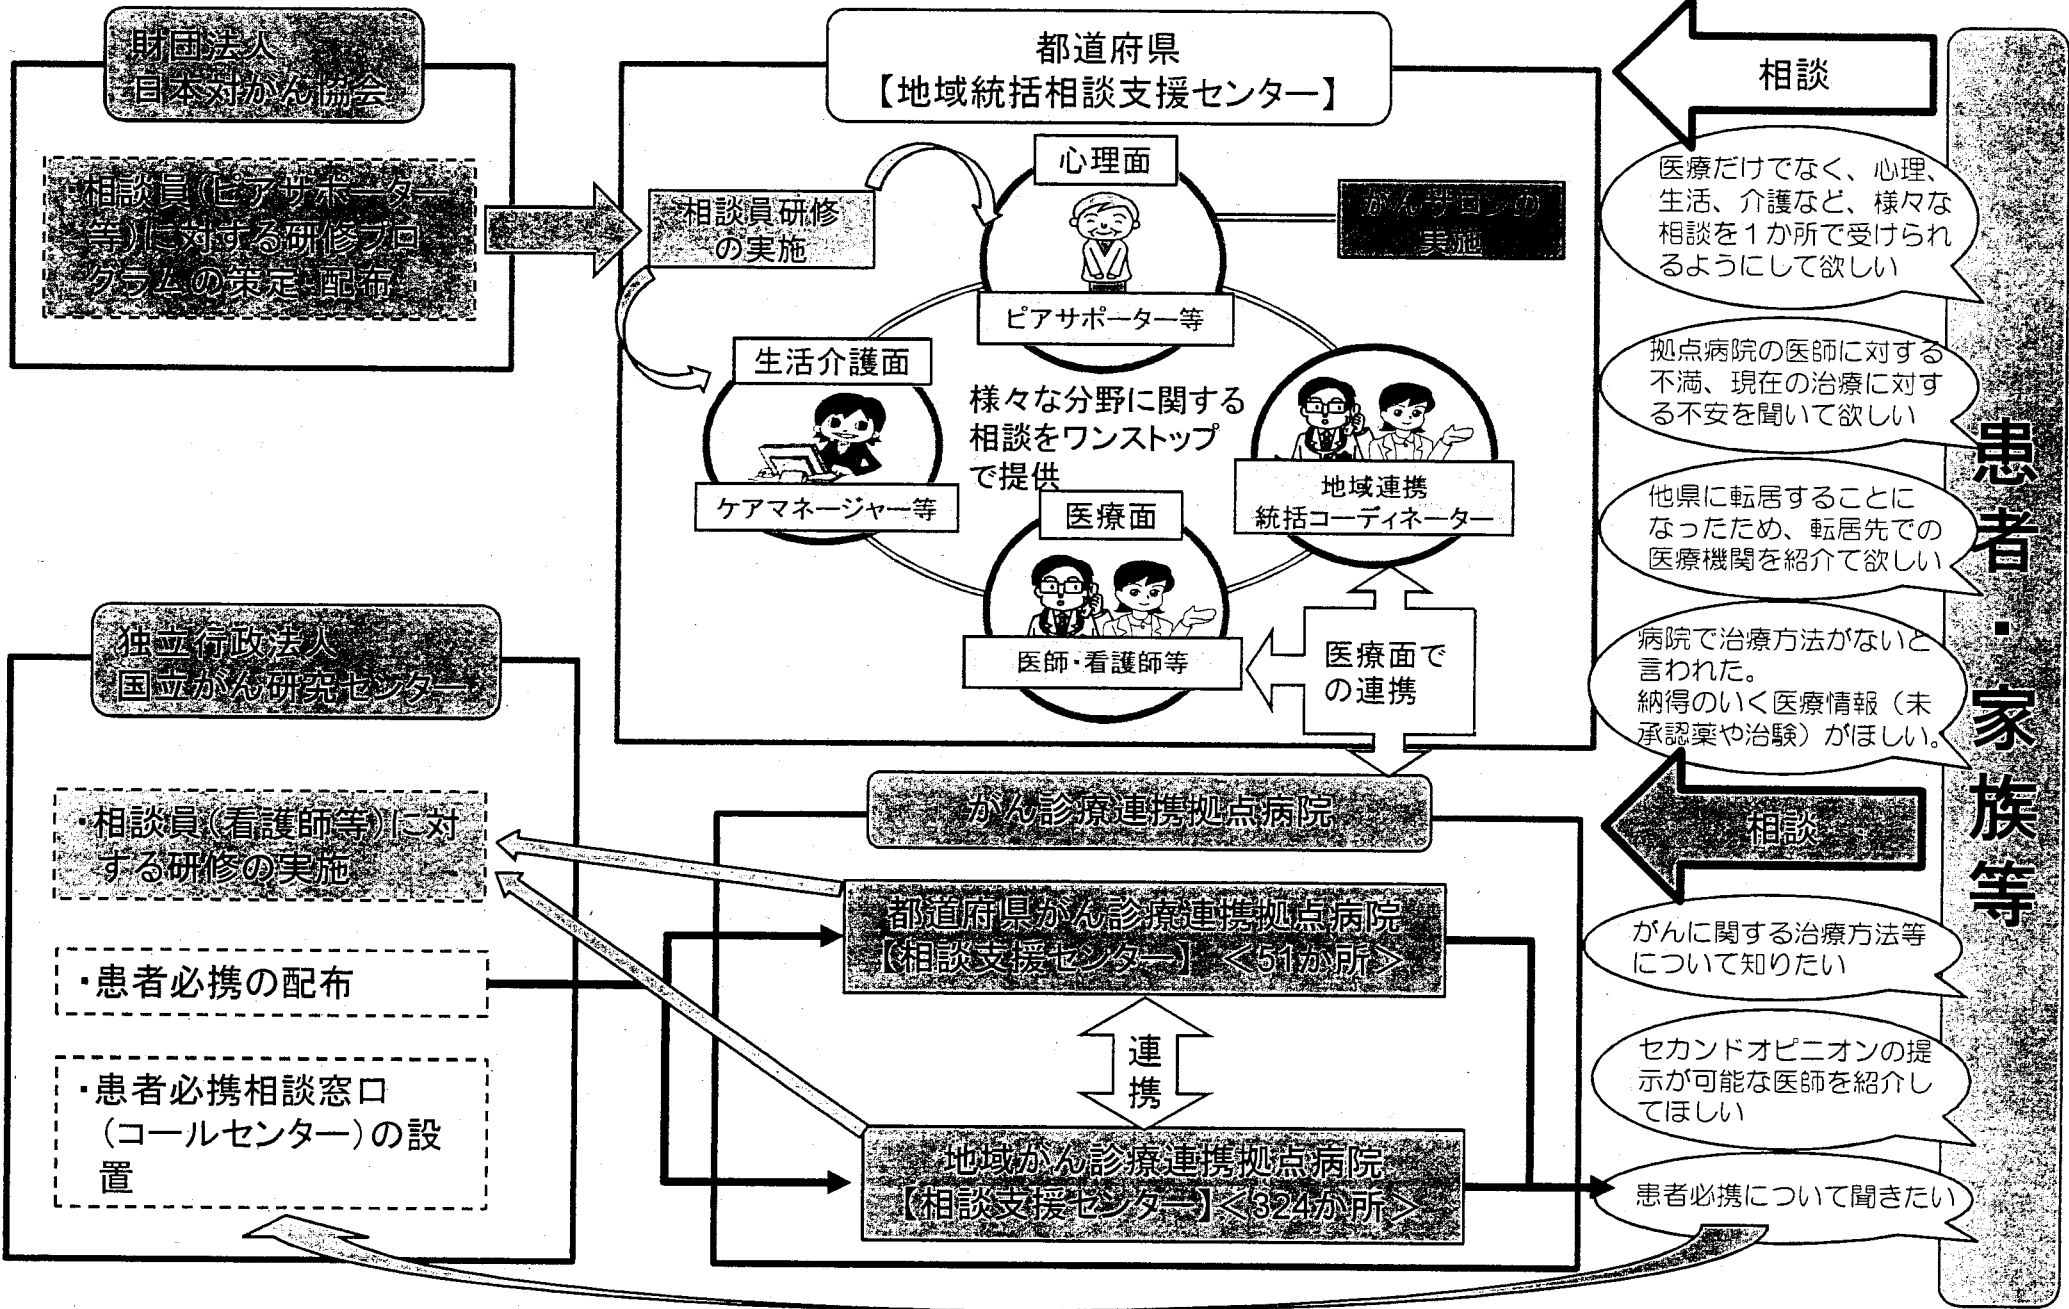 財団法人
日本対がん協会
・相談員(ピアサポーター
等)に対する研修プロ
グラムの策定・配布
都道府県
【地域統括相談支援センター】
相談員研修
の実施
心理面
ピアサポーター等
がんサロンの
実施
生活介護面
ケアマネージャー等
様々な分野に関する
相談をワンストップ
で提供
地域連携
統括コーディネーター
医療面
医師・看護師等
医療面で
の連携
相談
医療だけでなく、心理、
生活、介護など、様々な
相談を1か所で受けられ
るようにして欲しい
拠点病院の医師に対する
不満、現在の治療に対す
る不安を聞いて欲しい
他県に転居することに
なったため、転居先での
医療機関を紹介て欲しい
病院で治療方法がないと
言われた。
納得のいく医療情報(未
承認薬や治験)がほしい。
患者・家族等
独立行政法人
国立がん研究センター
・相談員(看護師等)に対
する研修の実施
・患者必携の配布
・患者必携相談窓口
(コールセンター)の設
置
がん診療連携拠点病院
都道府県がん診療連携拠点病院
【相談支援センター】<51か所>
連
携
地域がん診療連携拠点病院
【相談支援センター】<324か所>
相談
がんに関する治療方法等
について知りたい
セカンドオピニオンの提
示が可能な医師を紹介し
てほしい
患者必携について聞きたい